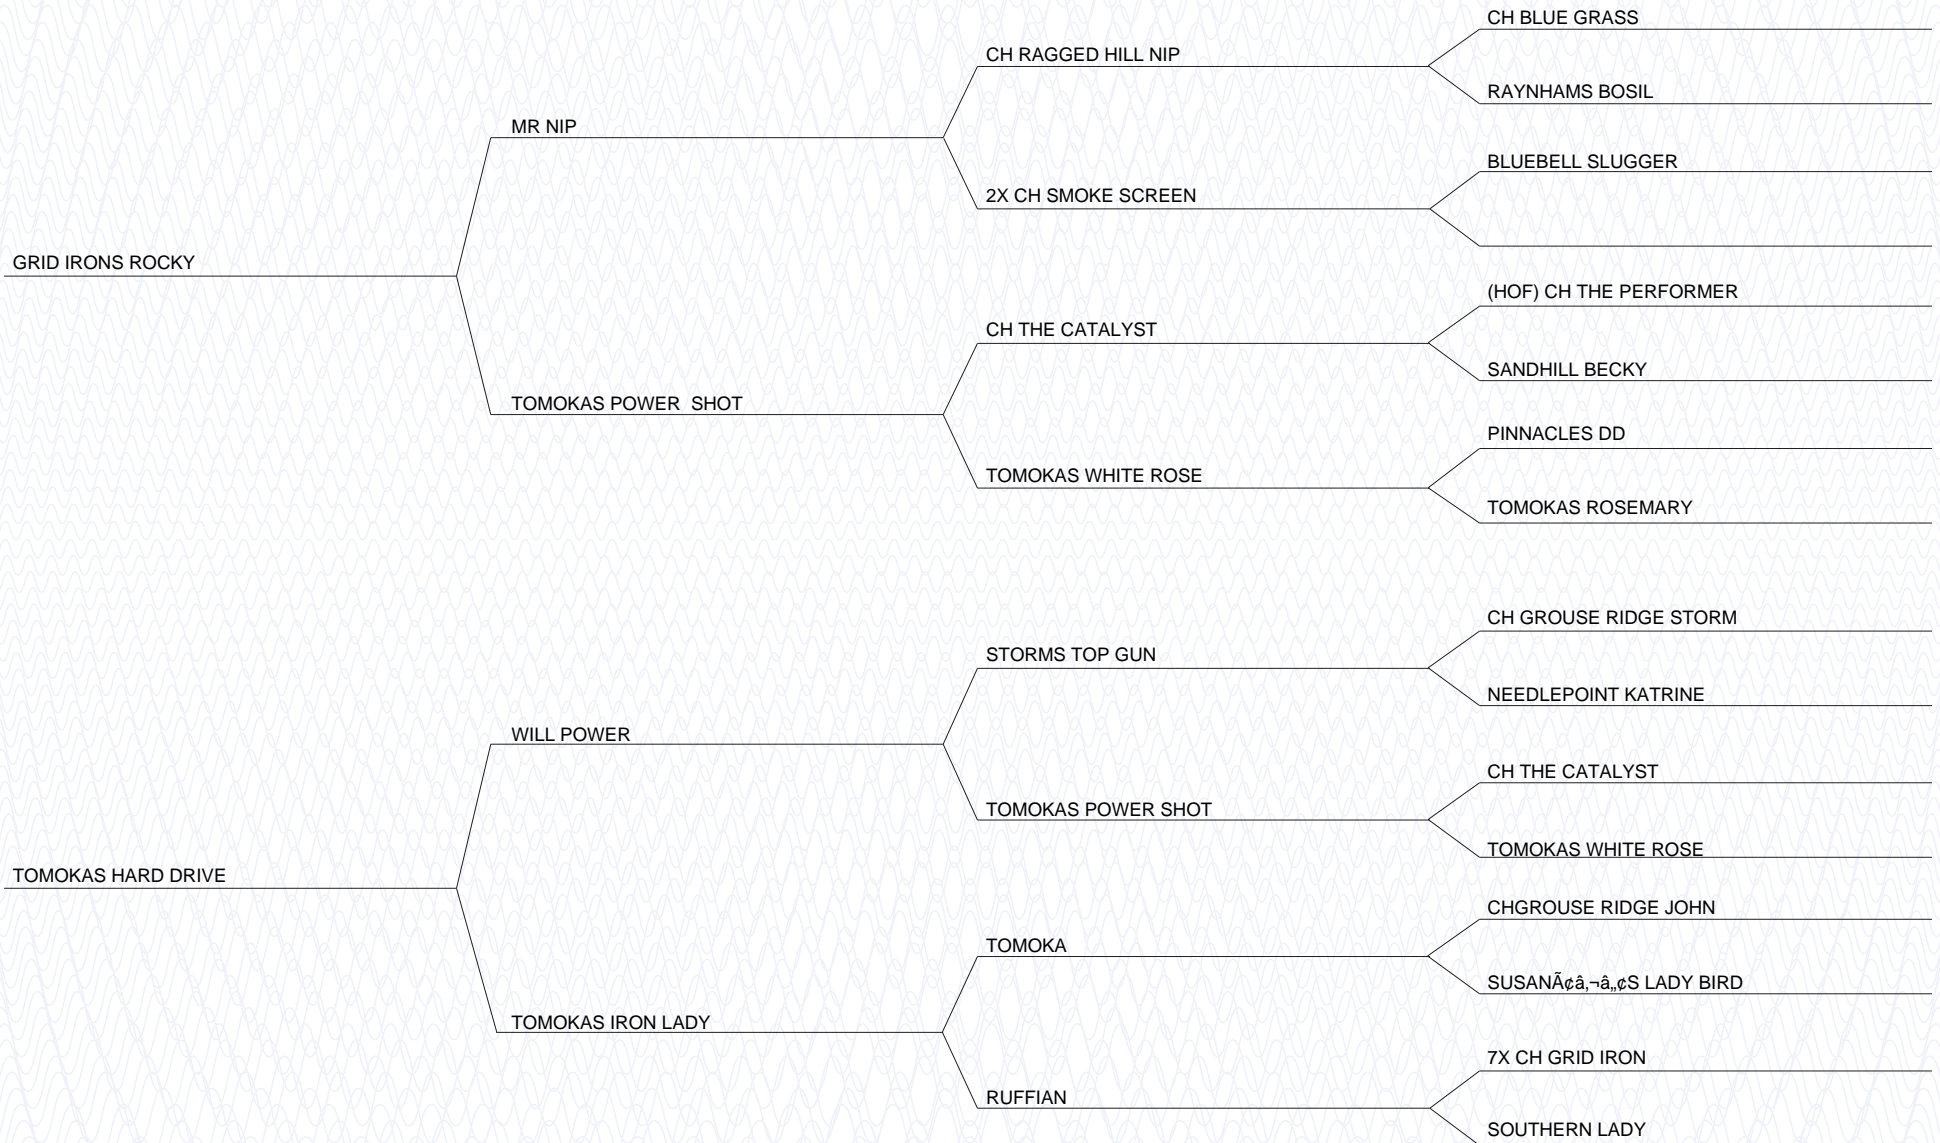 CH BLUE GRASS
CH RAGGED HILL NIP
RAYNHAMS BOSIL
MR NIP
BLUEBELL SLUGGER
2X CH SMOKE SCREEN
GRID IRONS ROCKY
(HOF) CH THE PERFORMER
CH THE CATALYST
SANDHILL BECKY
TOMOKAS POWER  SHOT
PINNACLES DD
TOMOKAS WHITE ROSE
TOMOKAS ROSEMARY
CH GROUSE RIDGE STORM
STORMS TOP GUN
NEEDLEPOINT KATRINE
WILL POWER
CH THE CATALYST
TOMOKAS POWER SHOT
TOMOKAS WHITE ROSE
TOMOKAS HARD DRIVE
CHGROUSE RIDGE JOHN
TOMOKA
SUSANÃ¢â‚¬â„¢S LADY BIRD
TOMOKAS IRON LADY
7X CH GRID IRON
RUFFIAN
SOUTHERN LADY